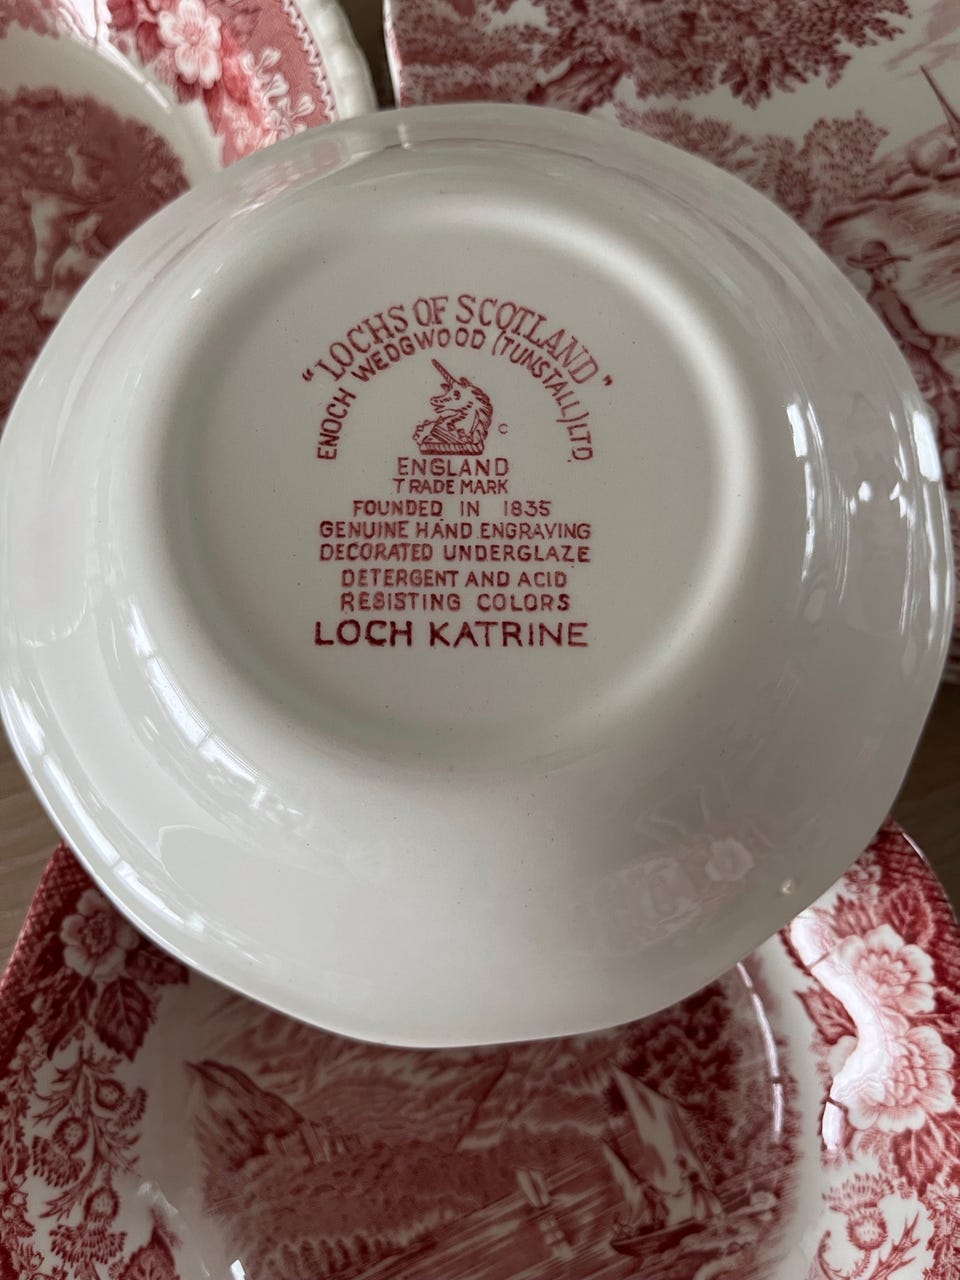 "LOCHS OF SCOTLAND"
ENOCH WEDGWOOD (TUNSTALL) LTD.
©
ENGLAND
TRADE MARK
FOUNDED IN 1835
GENUINE HAND ENGRAVING
DECORATED UNDERGLAZE
DETERGENT AND ACID
RESISTING COLORS
LOCH KATRINE